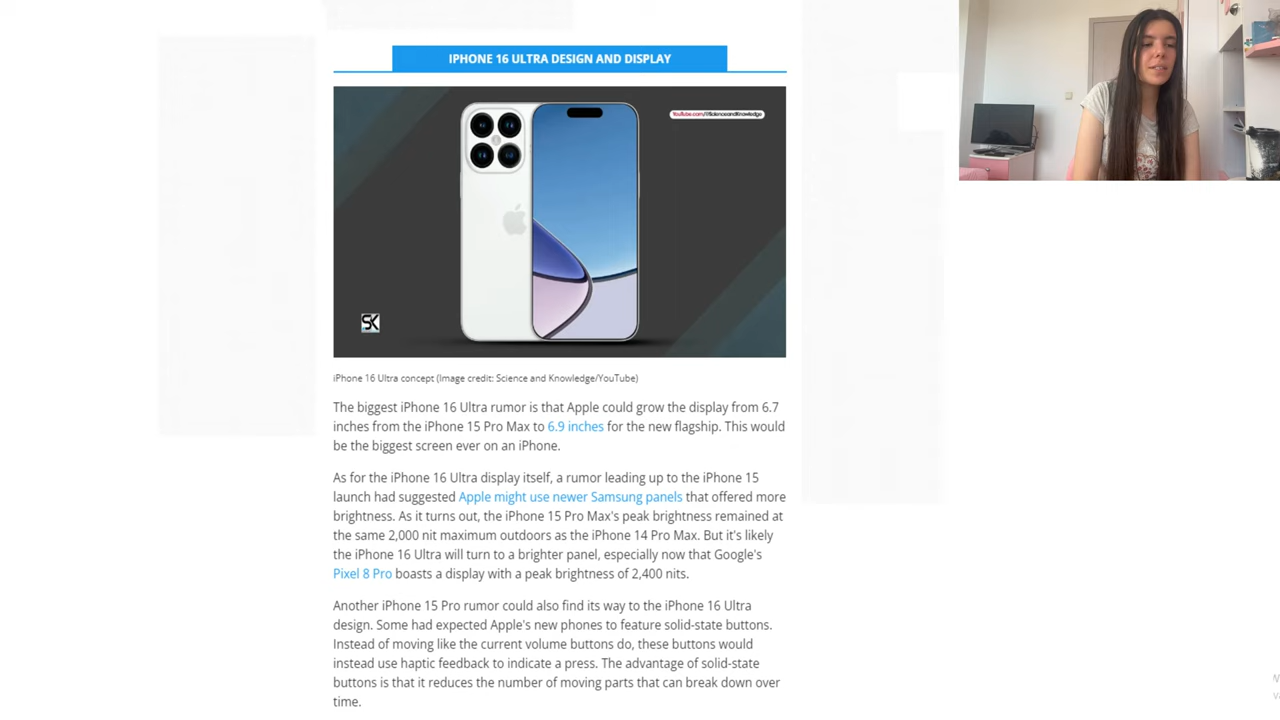 IPHONE 16 ULTRA DESIGN AND DISPLAY
Youtube.com/@ScienceandKnowledge
SK
iPhone 16 Ultra concept (Image credit: Science and Knowledge/YouTube)
The biggest iPhone 16 Ultra rumor is that Apple could grow the display from 6.7
inches from the iPhone 15 Pro Max to 6.9 inches for the new flagship. This would
be the biggest screen ever on an iPhone.
As for the iPhone 16 Ultra display itself, a rumor leading up to the iPhone 15
launch had suggested Apple might use newer Samsung panels that offered more
brightness. As it turns out, the iPhone 15 Pro Max's peak brightness remained at
the same 2,000 nit maximum outdoors as the iPhone 14 Pro Max. But it's likely
the iPhone 16 Ultra will turn to a brighter panel, especially now that Google's
Pixel 8 Pro boasts a display with a peak brightness of 2,400 nits.
Another iPhone 15 Pro rumor could also find its way to the iPhone 16 Ultra
design. Some had expected Apple's new phones to feature solid-state buttons.
Instead of moving like the current volume buttons do, these buttons would
instead use haptic feedback to indicate a press. The advantage of solid-state
buttons is that it reduces the number of moving parts that can break down over
time.